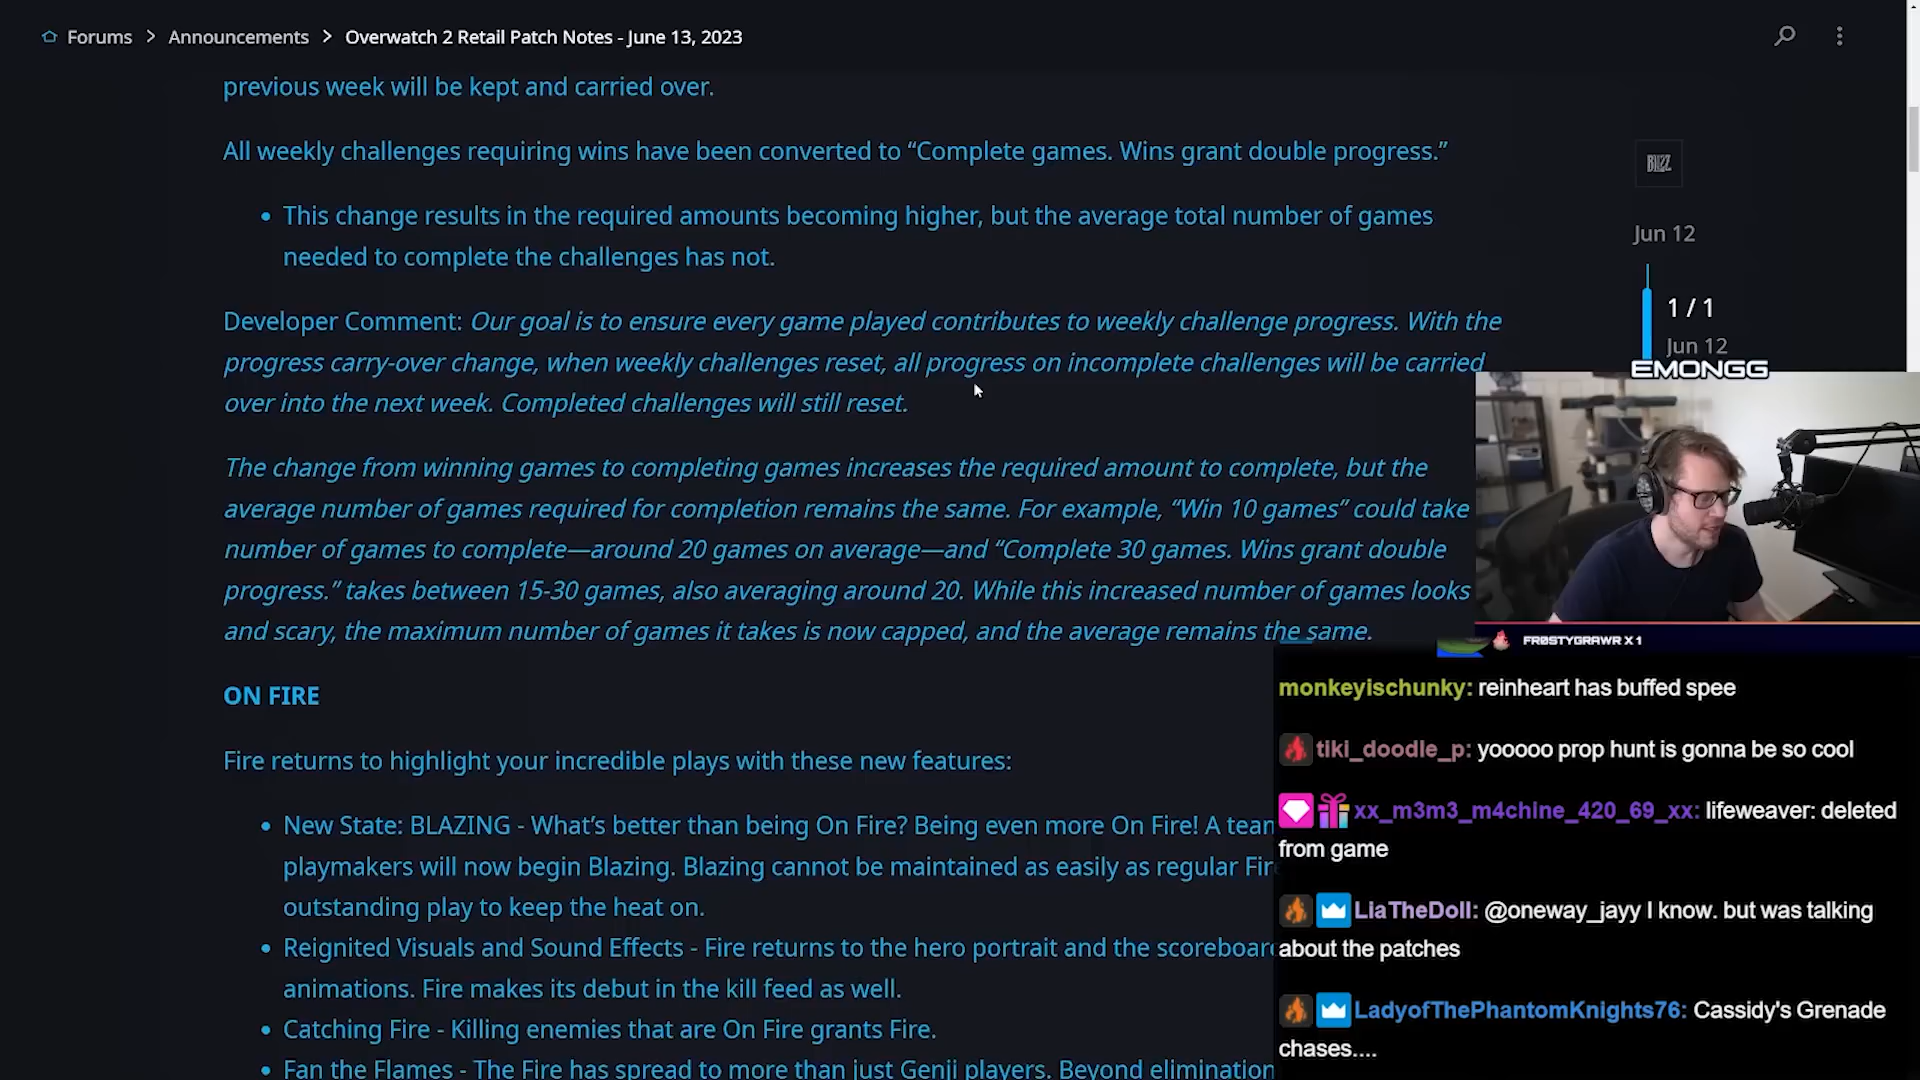 Forums > Announcements > Overwatch 2 Retail Patch Notes - June 13, 2023
previous week will be kept and carried over.
All weekly challenges requiring wins have been converted to “Complete games. Wins grant double progress.”
• This change results in the required amounts becoming higher, but the average total number of games
needed to complete the challenges has not.
Developer Comment: Our goal is to ensure every game played contributes to weekly challenge progress. With the
progress carry-over change, when weekly challenges reset, all progress on incomplete challenges will be carried
over into the next week. Completed challenges will still reset.
The change from winning games to completing games increases the required amount to complete, but the
average number of games required for completion remains the same. For example, “Win 10 games” could take
number of games to complete—around 20 games on average—and “Complete 30 games. Wins grant double
progress.” takes between 15-30 games, also averaging around 20. While this increased number of games looks
and scary, the maximum number of games it takes is now capped, and the average remains the same.
ON FIRE
Fire returns to highlight your incredible plays with these new features:
• New State: BLAZING - What’s better than being On Fire? Being even more On Fire! A team
playmakers will now begin Blazing. Blazing cannot be maintained as easily as regular Fire
outstanding play to keep the heat on.
• Reignited Visuals and Sound Effects - Fire returns to the hero portrait and the scoreboard
animations. Fire makes its debut in the kill feed as well.
• Catching Fire - Killing enemies that are On Fire grants Fire.
• Fan the Flames - The Fire has spread to more than just Genji players. Beyond elimination
BLIZZ
Jun 12
1 / 1
Jun 12
EMONGG
FR0STYGRAWR X 1
monkeyischunky: reinheart has buffed spee
tiki_doodle_p: yooooo prop hunt is gonna be so cool
xx_m3m3_m4chine_420_69_xx: lifeweaver: deleted
from game
LiaTheDoll: @oneway_jayy I know. but was talking
about the patches
LadyofThePhantomKnights76: Cassidy's Grenade
chases....